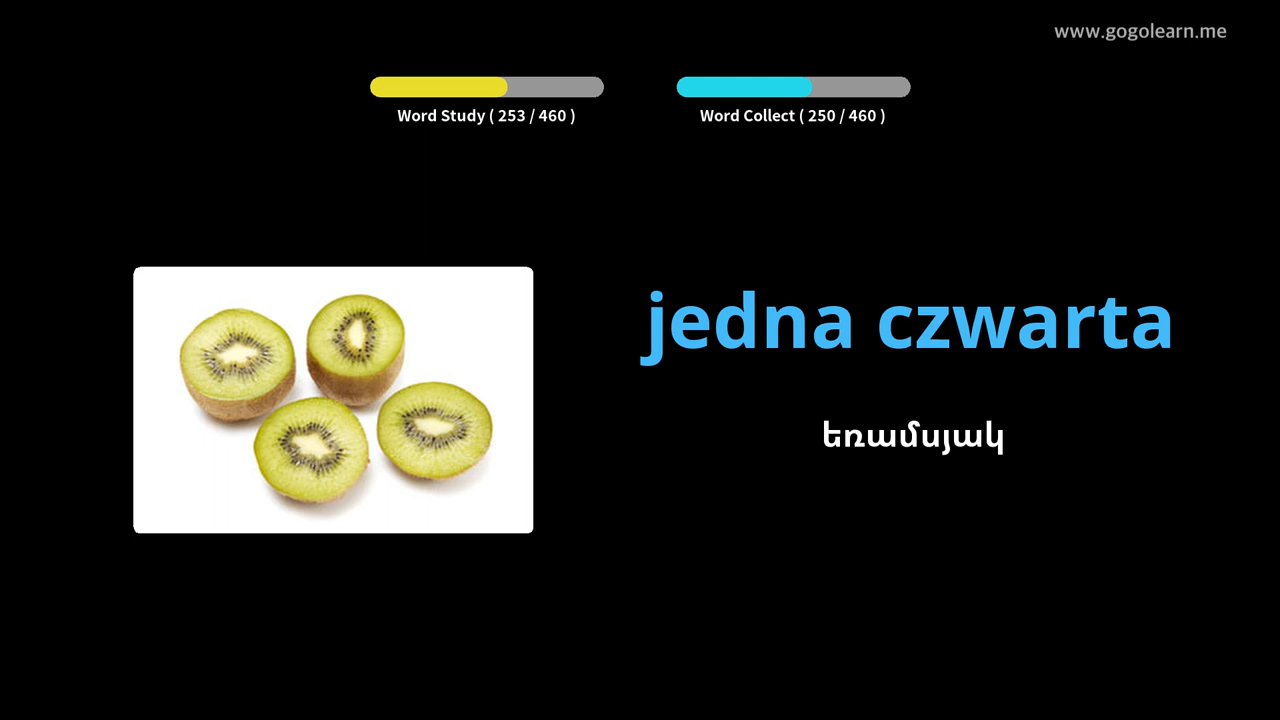 www.gogolearn.me
Word Study ( 253 / 460 )
Word Collect ( 250 / 460 )
jedna czwarta
եռամսյակ